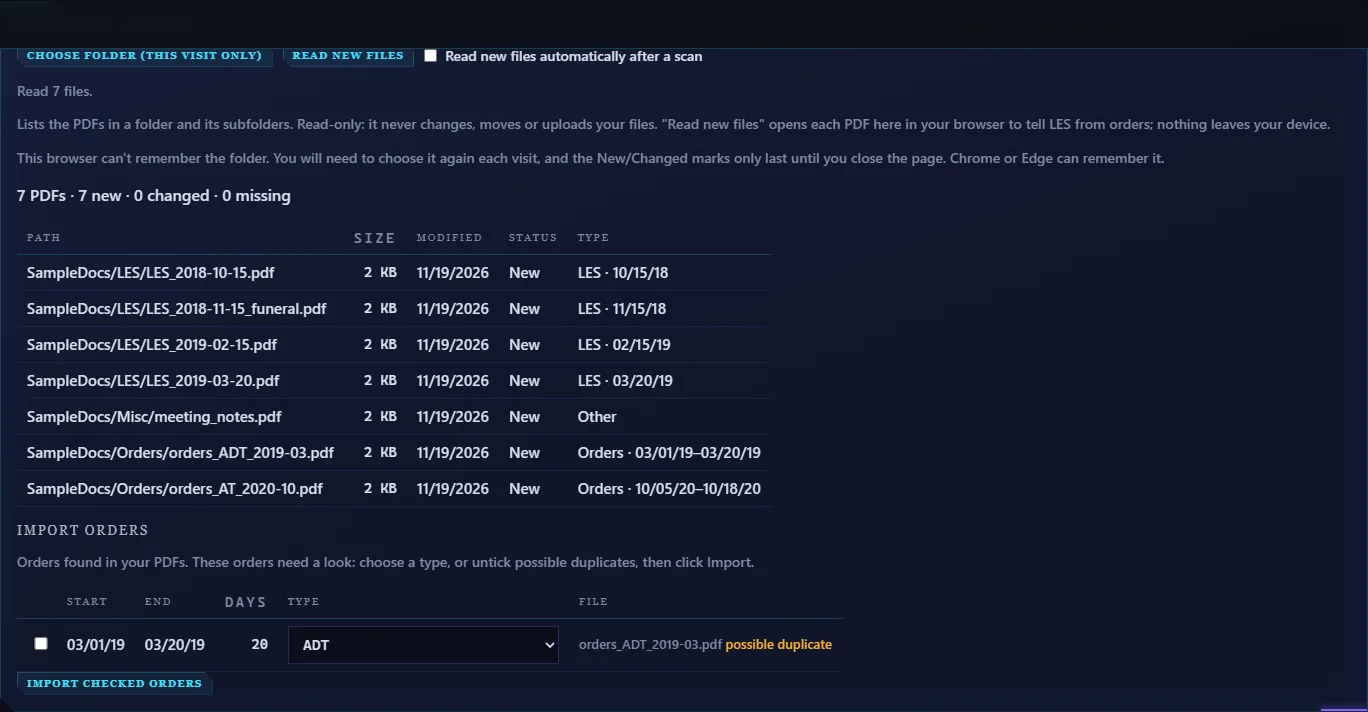 CHOOSE FOLDER (THIS VISIT ONLY) READ NEW FILES Read new files automatically after a scan
Read 7 files.
Lists the PDFs in a folder and its subfolders. Read-only: it never changes, moves or uploads your files. "Read new files" opens each PDF here in your browser to tell LES from orders; nothing leaves your device.
This browser can't remember the folder. You will need to choose it again each visit, and the New/Changed marks only last until you close the page. Chrome or Edge can remember it.
7 PDFs · 7 new · 0 changed · 0 missing
PATH SIZE MODIFIED STATUS TYPE
SampleDocs/LES/LES_2018-10-15.pdf 2 KB 11/19/2026 New LES · 10/15/18
SampleDocs/LES/LES_2018-11-15_funeral.pdf 2 KB 11/19/2026 New LES · 11/15/18
SampleDocs/LES/LES_2019-02-15.pdf 2 KB 11/19/2026 New LES · 02/15/19
SampleDocs/LES/LES_2019-03-20.pdf 2 KB 11/19/2026 New LES · 03/20/19
SampleDocs/Misc/meeting_notes.pdf 2 KB 11/19/2026 New Other
SampleDocs/Orders/orders_ADT_2019-03.pdf 2 KB 11/19/2026 New Orders · 03/01/19–03/20/19
SampleDocs/Orders/orders_AT_2020-10.pdf 2 KB 11/19/2026 New Orders · 10/05/20–10/18/20
IMPORT ORDERS
Orders found in your PDFs. These orders need a look: choose a type, or untick possible duplicates, then click Import.
START END DAYS TYPE FILE
03/01/19 03/20/19 20 ADT orders_ADT_2019-03.pdf possible duplicate
IMPORT CHECKED ORDERS